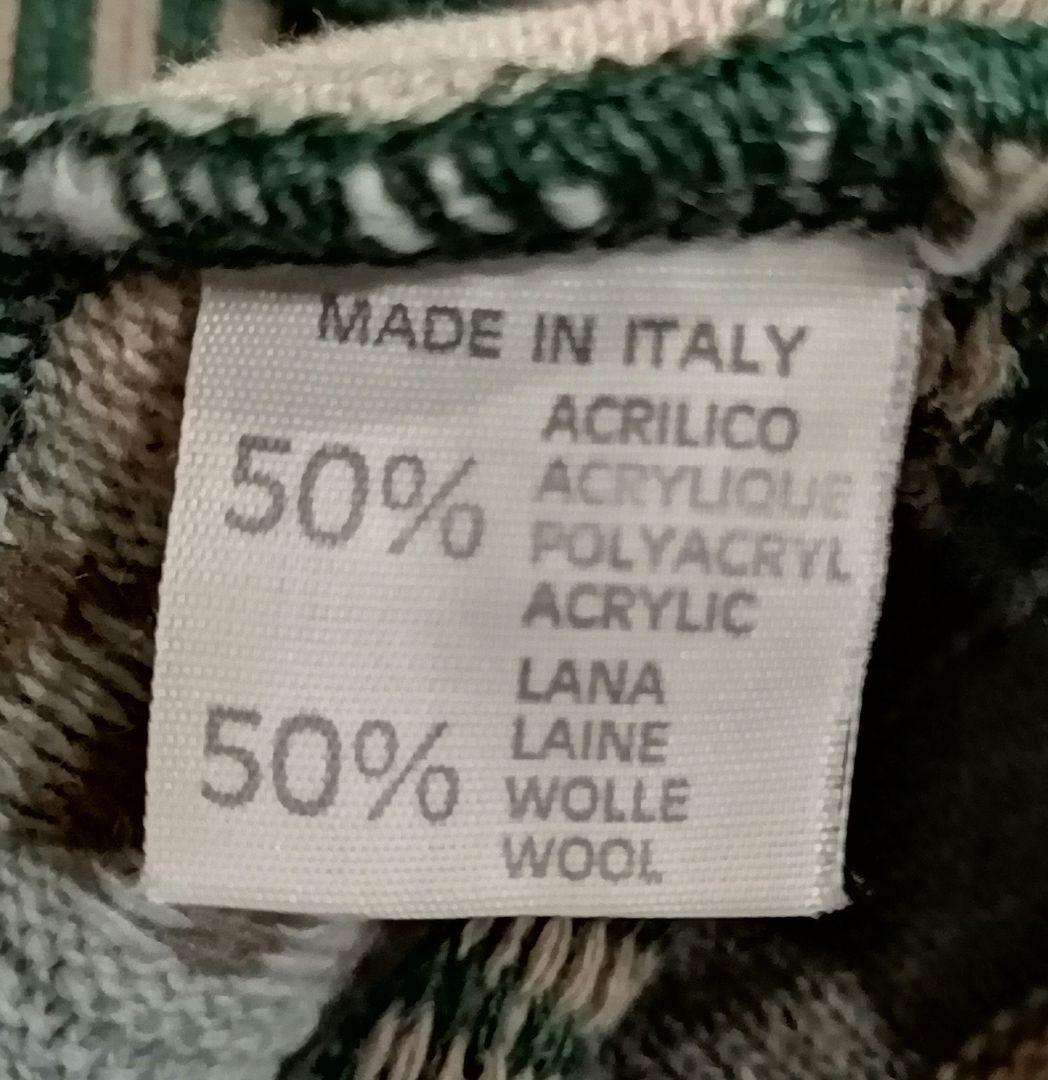 MADE IN ITALY
50%
ACRILICO
ACRYLIQUE
POLYACRYL
ACRYLIC
50%
LANA
LAINE
WOLLE
WOOL